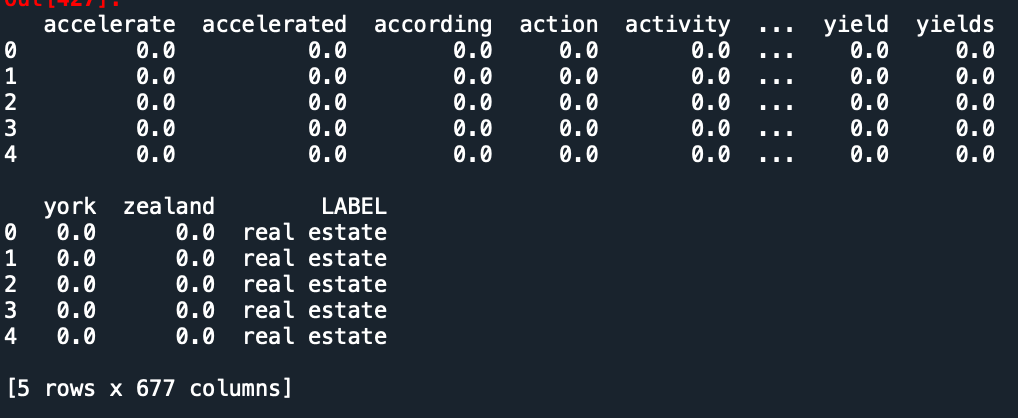 Out[427]:
accelerate accelerated according action activity ... yield yields
0 0.0 0.0 0.0 0.0 0.0 ... 0.0 0.0
1 0.0 0.0 0.0 0.0 0.0 ... 0.0 0.0
2 0.0 0.0 0.0 0.0 0.0 ... 0.0 0.0
3 0.0 0.0 0.0 0.0 0.0 ... 0.0 0.0
4 0.0 0.0 0.0 0.0 0.0 ... 0.0 0.0
york zealand LABEL
0 0.0 0.0 real estate
1 0.0 0.0 real estate
2 0.0 0.0 real estate
3 0.0 0.0 real estate
4 0.0 0.0 real estate
[5 rows x 677 columns]